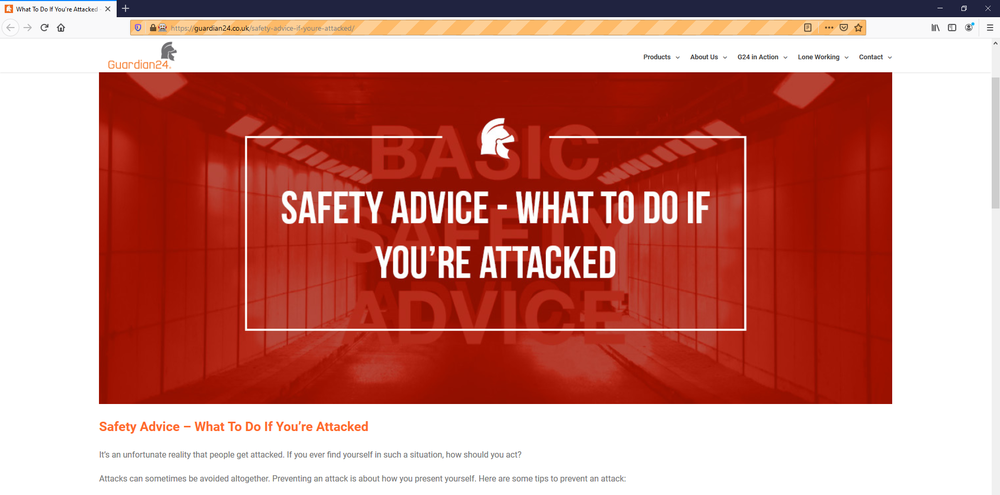 What To Do If You're Attacked -
https://guardian24.co.uk/safety-advice-if-youre-attacked/
Guardian24
Products
About Us
G24 in Action
Lone Working
Contact
BASIC
SAFETY
ADVICE
SAFETY ADVICE - WHAT TO DO IF
YOU'RE ATTACKED
Safety Advice – What To Do If You’re Attacked
It’s an unfortunate reality that people get attacked. If you ever find yourself in such a situation, how should you act?
Attacks can sometimes be avoided altogether. Preventing an attack is about how you present yourself. Here are some tips to prevent an attack: